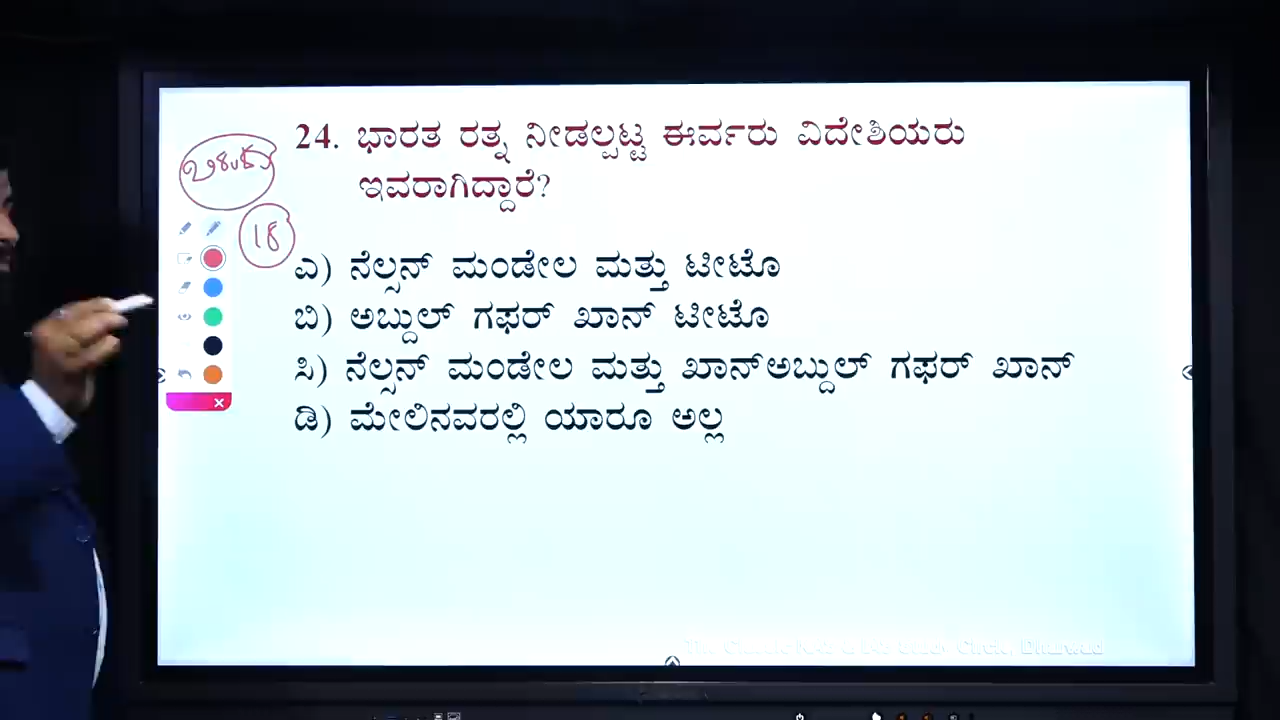 24. ಭಾರತ ರತ್ನ ನೀಡಲ್ಪಟ್ಟ ಈರ್ವರು ವಿದೇಶಿಯರು
ಇವರಾಗಿದ್ದಾರೆ?
18
ಎ) ನೆಲ್ಸನ್ ಮಂಡೇಲ ಮತ್ತು ಟೀಟೊ
ಬಿ) ಅಬ್ದುಲ್ ಗಫರ್ ಖಾನ್ ಟೀಟೊ
ಸಿ) ನೆಲ್ಸನ್ ಮಂಡೇಲ ಮತ್ತು ಖಾನ್ಅಬ್ದುಲ್ ಗಫರ್ ಖಾನ್
ಡಿ) ಮೇಲಿನವರಲ್ಲಿ ಯಾರೂ ಅಲ್ಲ
Dharwad